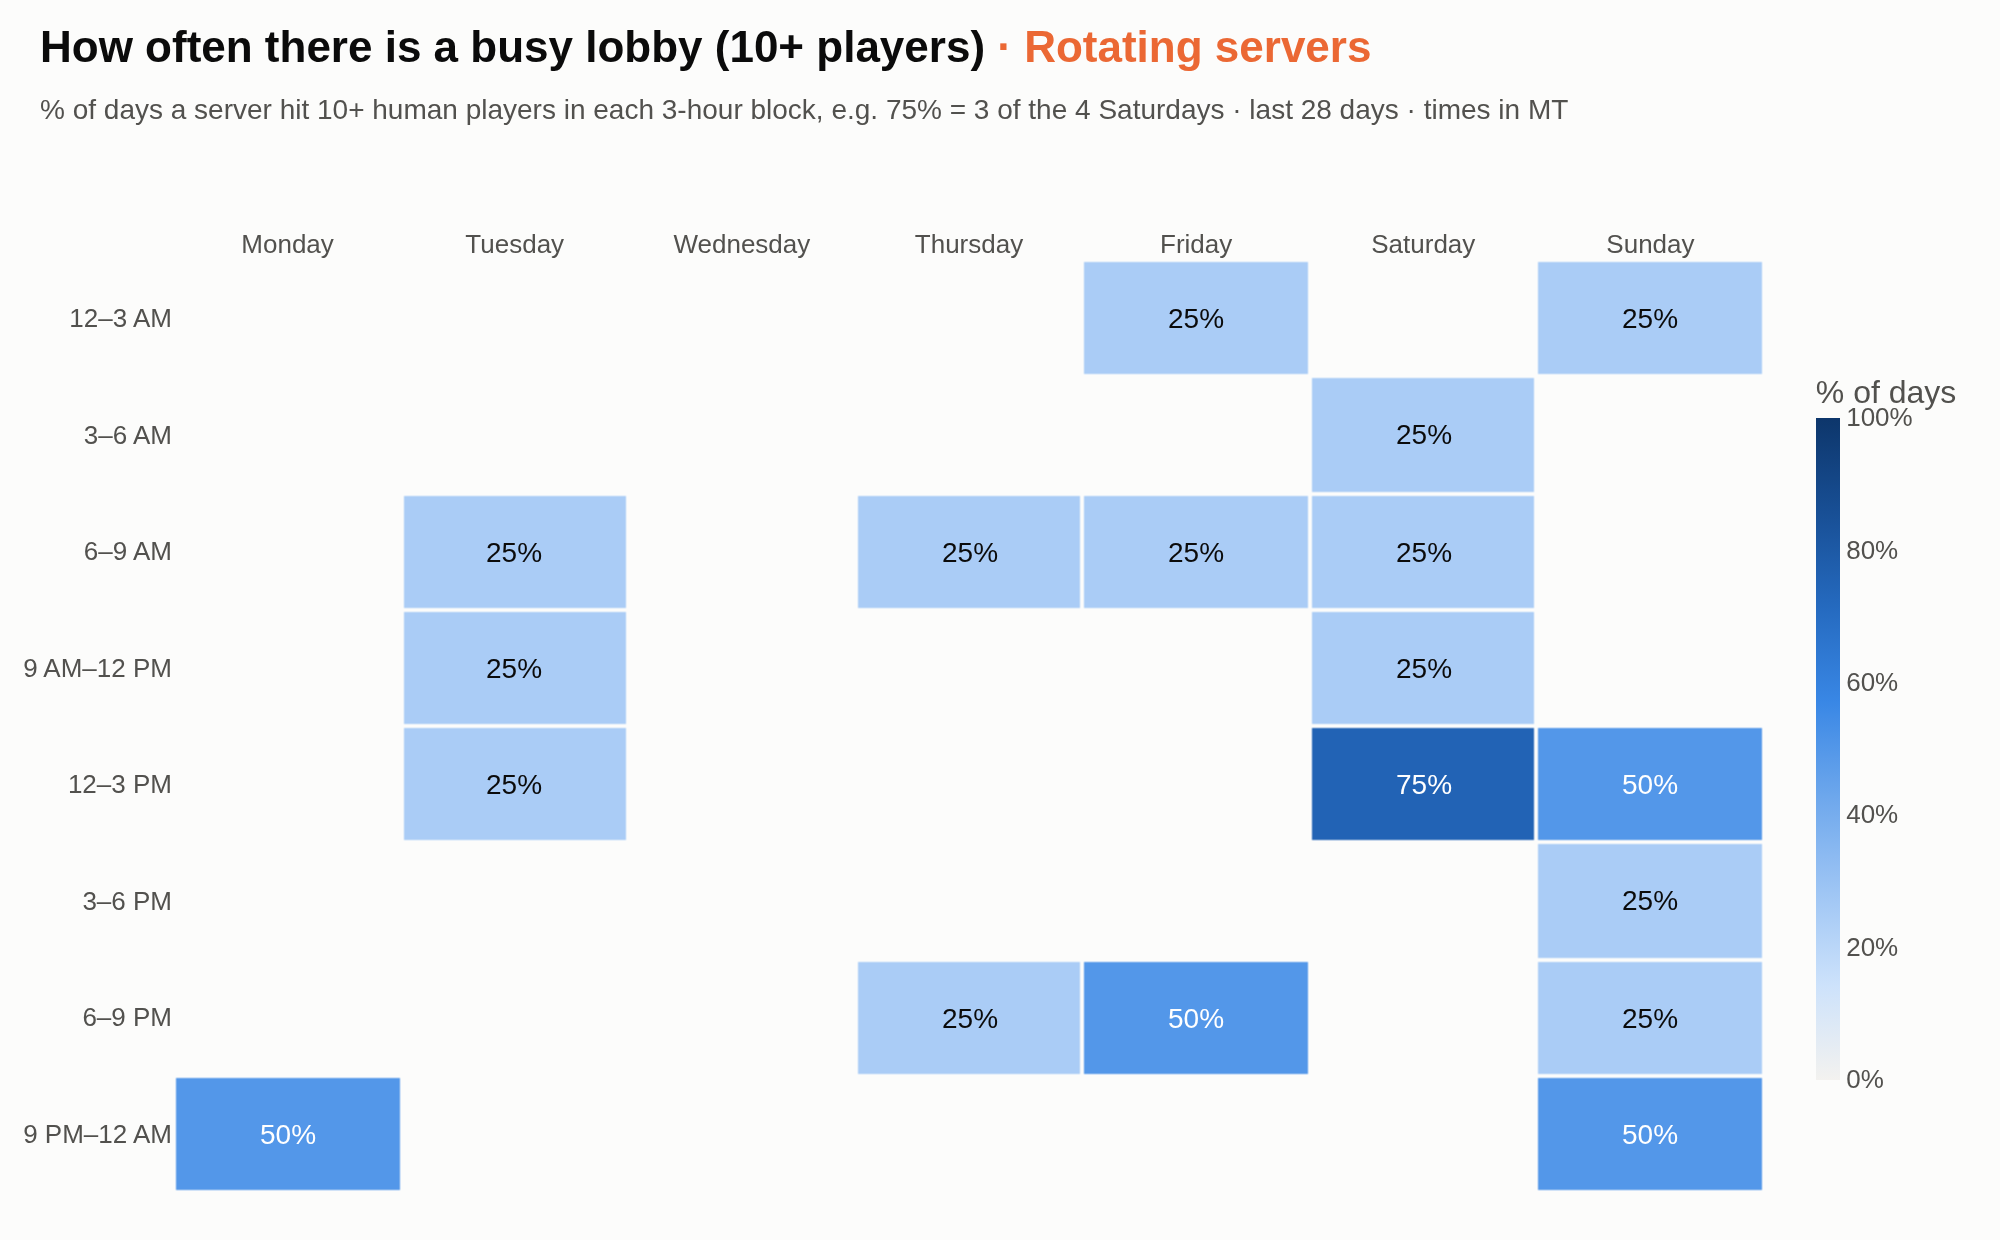 How often there is a busy lobby (10+ players) · Rotating servers
% of days a server hit 10+ human players in each 3-hour block, e.g. 75% = 3 of the 4 Saturdays · last 28 days · times in MT
Monday Tuesday Wednesday Thursday Friday Saturday Sunday
12–3 AM 25% 25%
3–6 AM 25%
6–9 AM 25% 25% 25% 25%
9 AM–12 PM 25% 25%
12–3 PM 25% 75% 50%
3–6 PM 25%
6–9 PM 25% 50% 25%
9 PM–12 AM 50% 50%
% of days
100%
80%
60%
40%
20%
0%